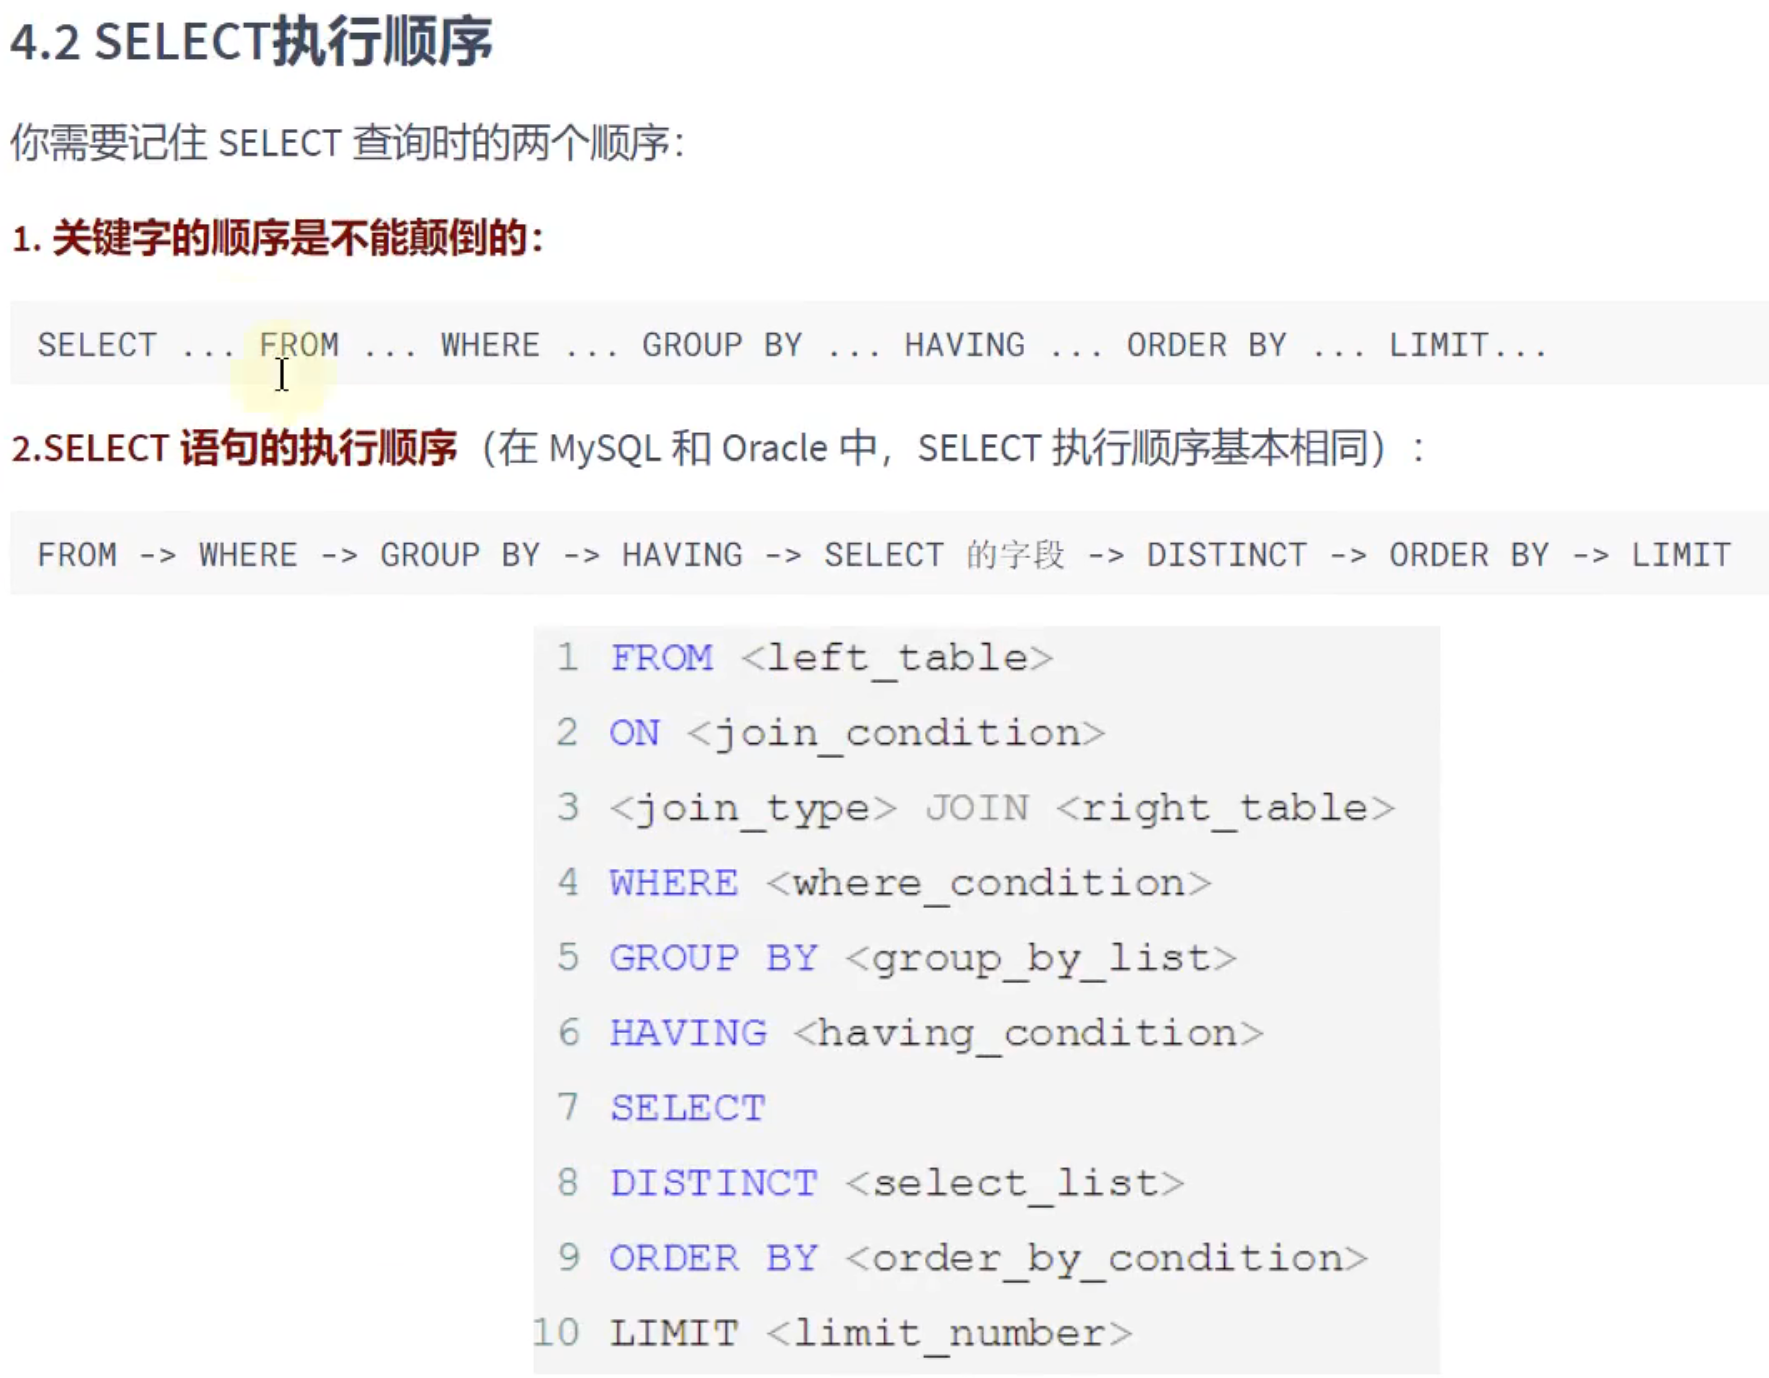 4.2 SELECT执行顺序
你需要记住 SELECT 查询时的两个顺序：
1. 关键字的顺序是不能颠倒的：
SELECT ... FROM ... WHERE ... GROUP BY ... HAVING ... ORDER BY ... LIMIT...
2.SELECT 语句的执行顺序（在 MySQL 和 Oracle 中，SELECT 执行顺序基本相同）：
FROM -> WHERE -> GROUP BY -> HAVING -> SELECT 的字段 -> DISTINCT -> ORDER BY -> LIMIT
1 FROM <left_table>
2 ON <join_condition>
3 <join_type> JOIN <right_table>
4 WHERE <where_condition>
5 GROUP BY <group_by_list>
6 HAVING <having_condition>
7 SELECT
8 DISTINCT <select_list>
9 ORDER BY <order_by_condition>
10 LIMIT <limit_number>